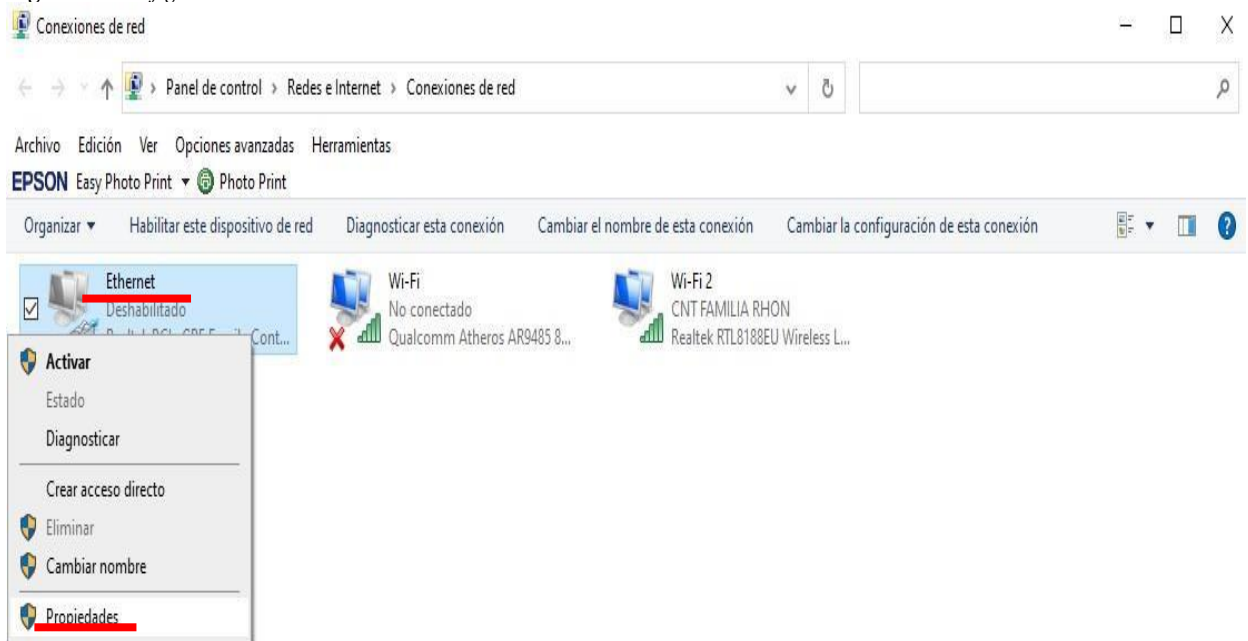 Conexiones de red
Panel de control > Redes e Internet > Conexiones de red
Archivo Edición Ver Opciones avanzadas Herramientas
EPSON Easy Photo Print Photo Print
Organizar Habilitar este dispositivo de red Diagnosticar esta conexión Cambiar el nombre de esta conexión Cambiar la configuración de esta conexión
Ethernet
Deshabilitado
Cont...
Wi-Fi
No conectado
Qualcomm Atheros AR9485 8...
Wi-Fi 2
CNT FAMILIA RHON
Realtek RTL8188EU Wireless L...
Activar
Estado
Diagnosticar
Crear acceso directo
Eliminar
Cambiar nombre
Propiedades